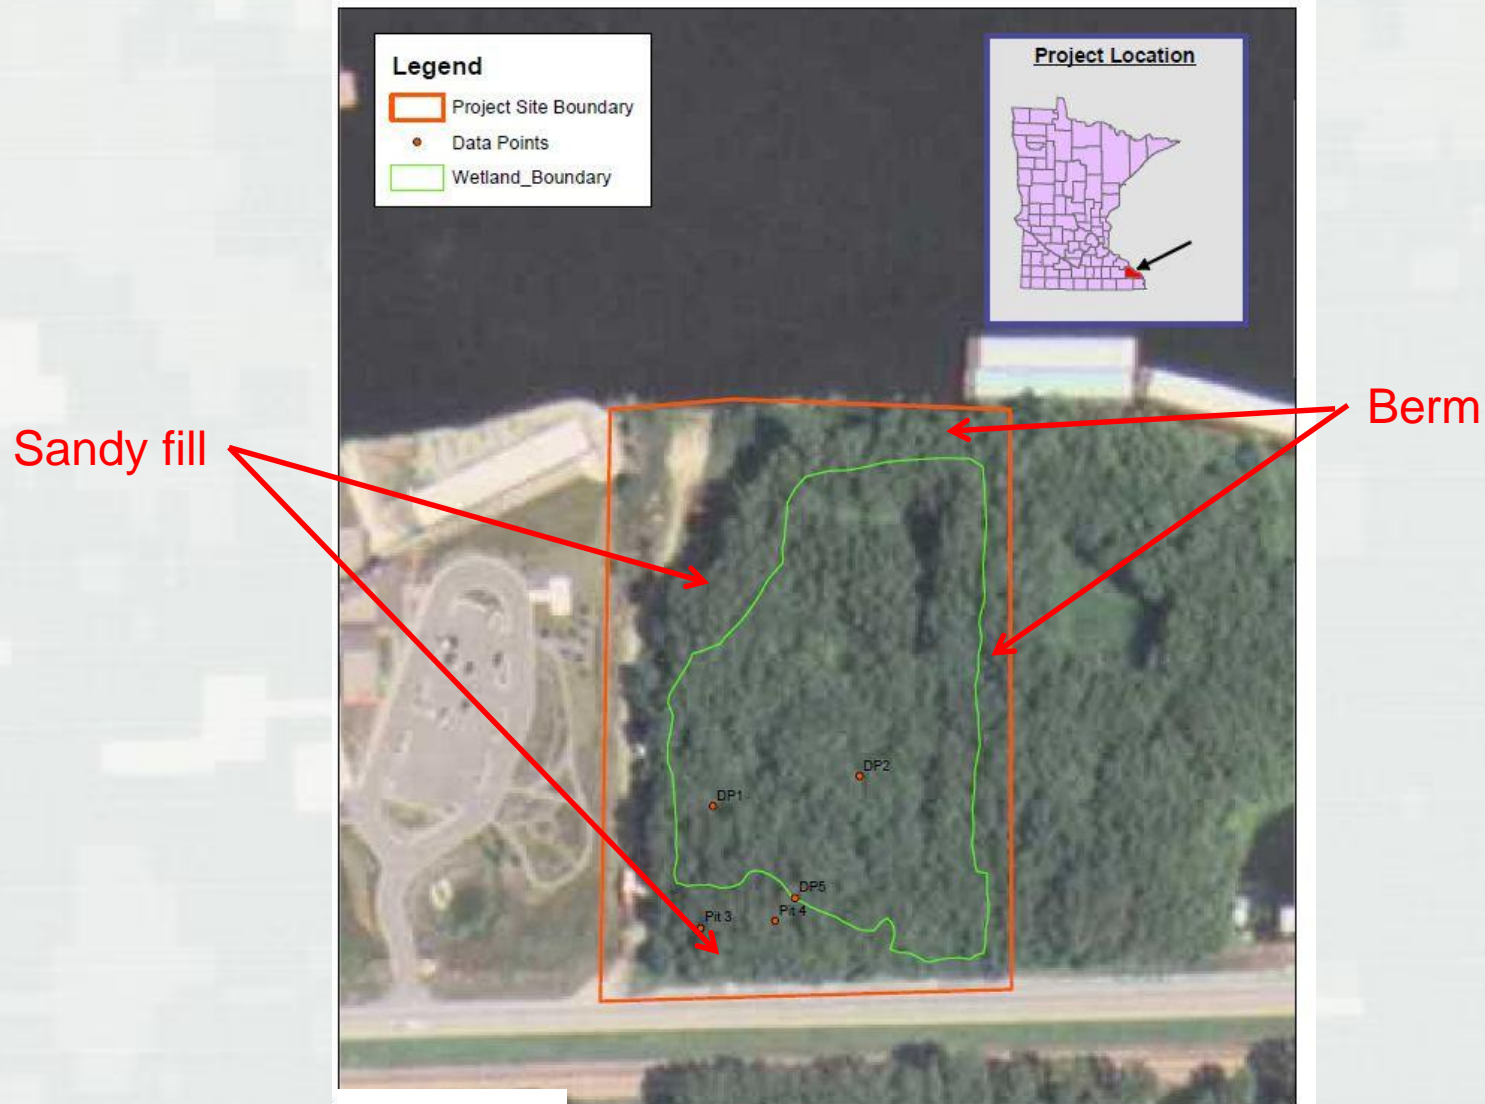 Legend
Project Site Boundary
Data Points
Wetland_Boundary
Project Location
Sandy fill
Berm
DP2
DP1
DP5
Pit 3
Pit 4